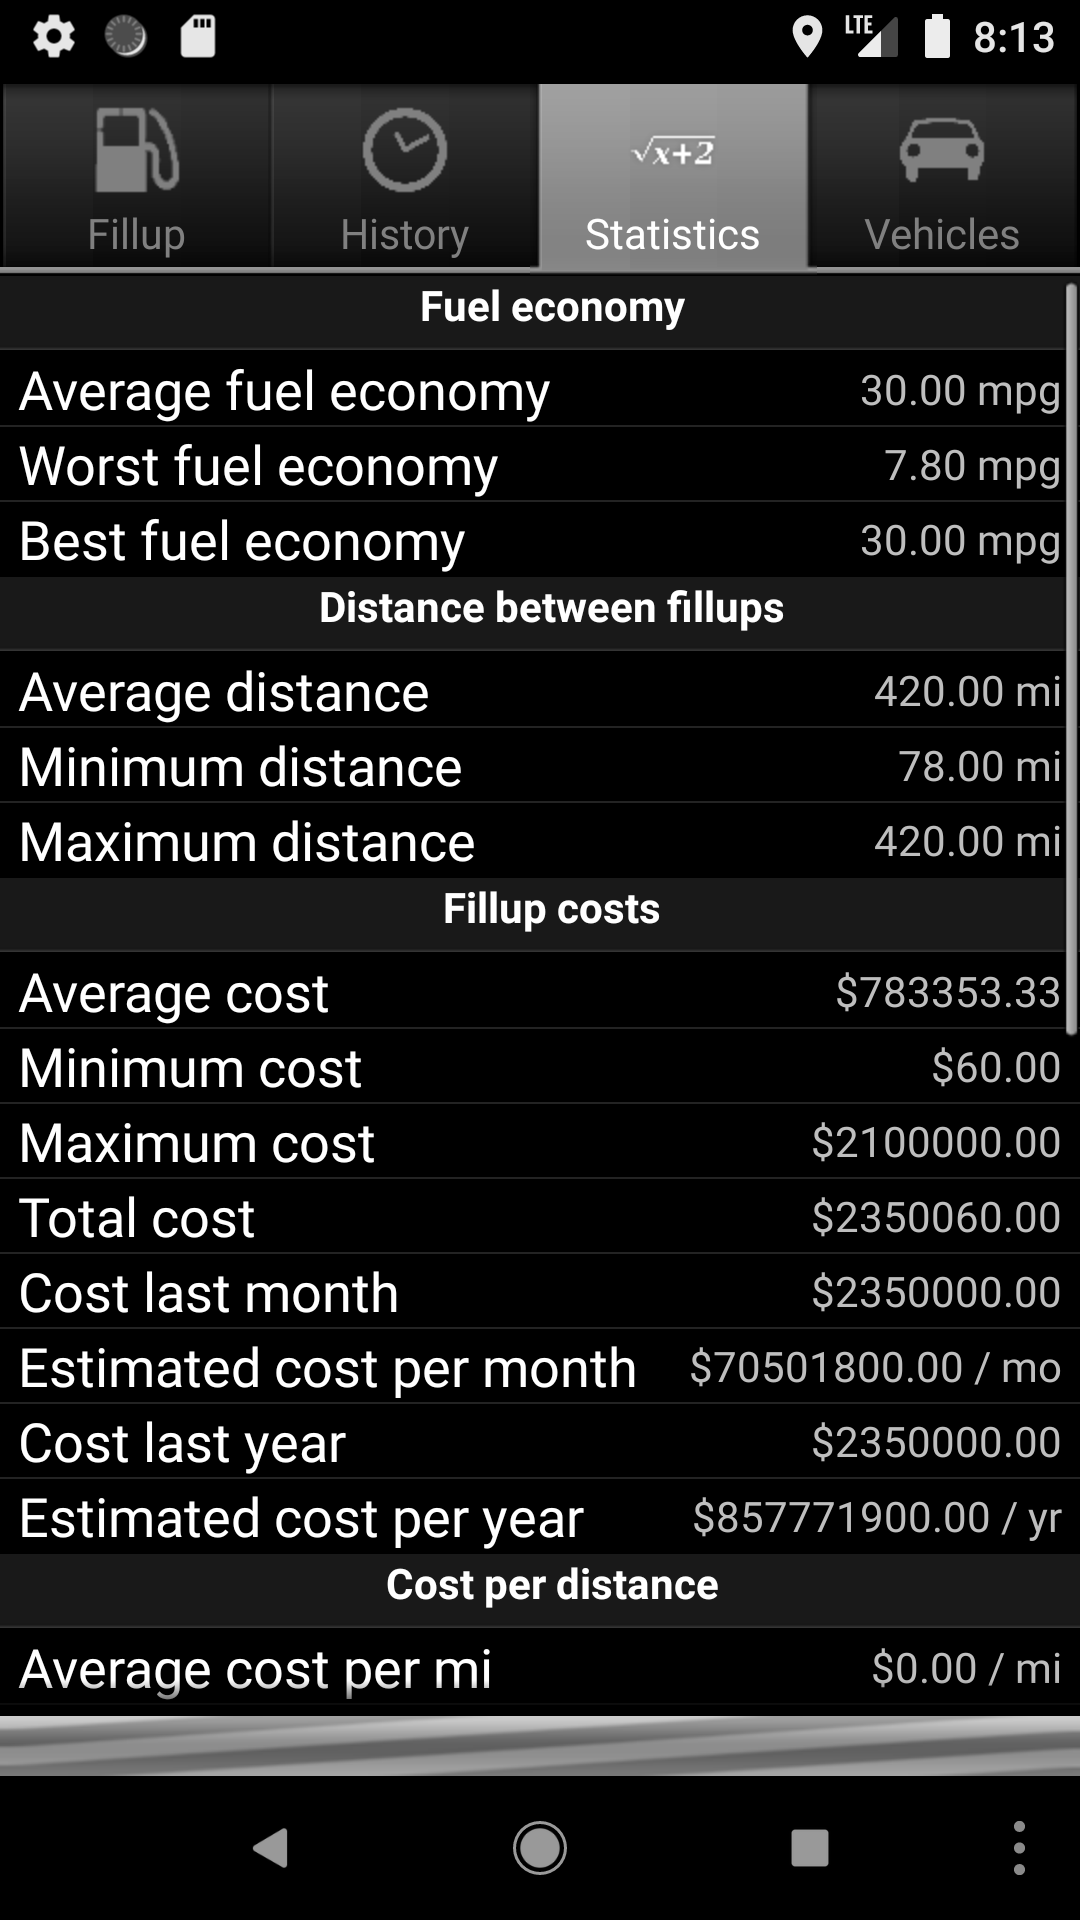 LTE 8:13
√x+2
Fillup History Statistics Vehicles
Fuel economy
Average fuel economy 30.00 mpg
Worst fuel economy 7.80 mpg
Best fuel economy 30.00 mpg
Distance between fillups
Average distance 420.00 mi
Minimum distance 78.00 mi
Maximum distance 420.00 mi
Fillup costs
Average cost $783353.33
Minimum cost $60.00
Maximum cost $2100000.00
Total cost $2350060.00
Cost last month $2350000.00
Estimated cost per month $70501800.00 / mo
Cost last year $2350000.00
Estimated cost per year $857771900.00 / yr
Cost per distance
Average cost per mi $0.00 / mi